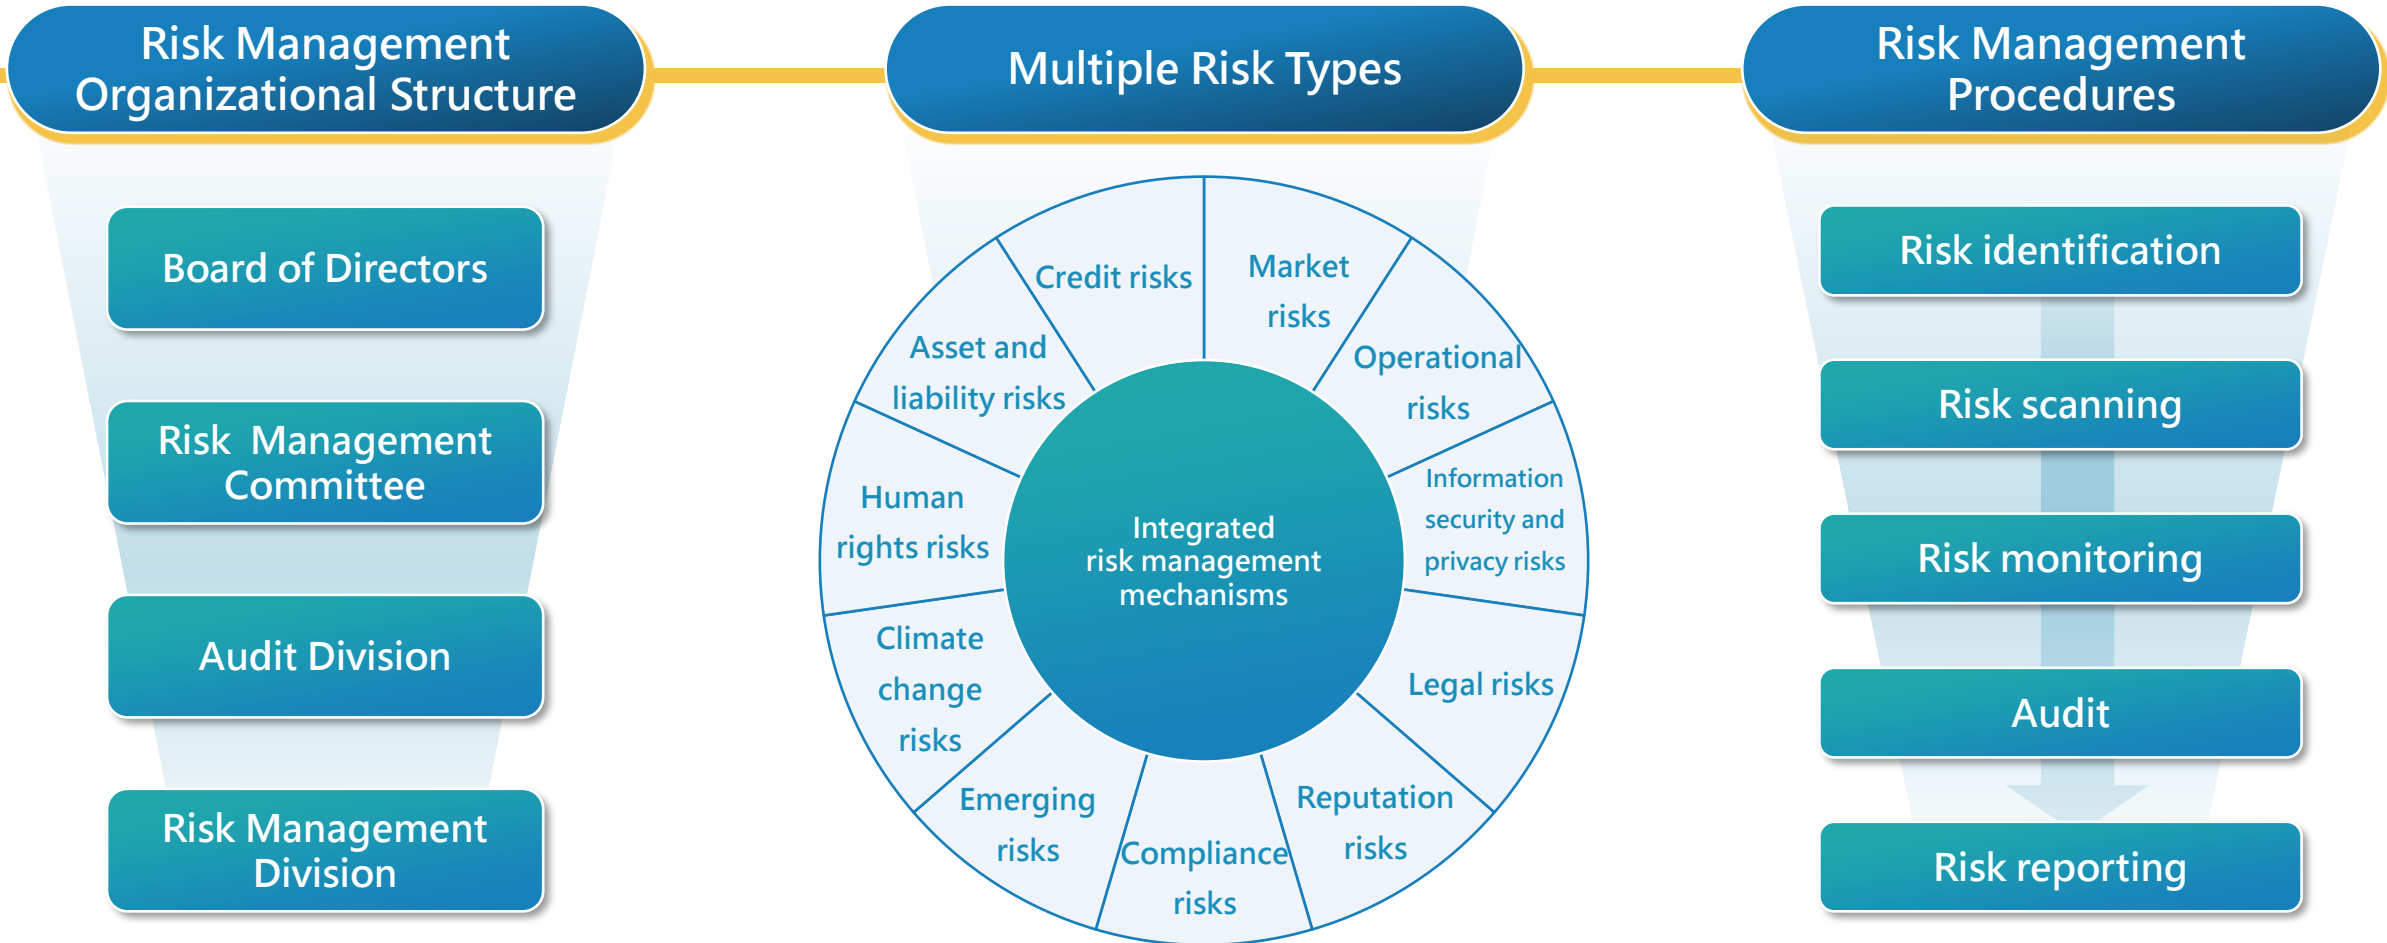 Risk Management
Organizational Structure
Board of Directors
Risk  Management
Committee
Audit Division
Risk Management
Division
Multiple Risk Types
Market
risks
Operational
risks
Information
security and
privacy risks
Legal risks
Reputation
risks
Compliance
risks
Emerging
risks
Climate
change
risks
Human
rights risks
Asset and
liability risks
Credit risks
Integrated
risk management
mechanisms
Risk Management
Procedures
Risk identification
Risk scanning
Risk monitoring
Audit
Risk reporting